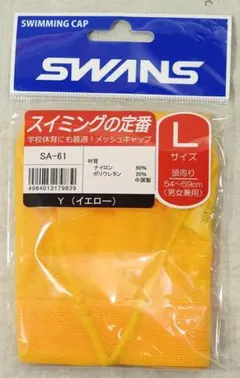 SWIMMING CAP
SWANS
スイミングの定番
学校体育にも最適！メッシュキャップ
L
サイズ
頭周り
54〜69cm
(男女兼用)
SA-61
材質
ナイロン 80%
ポリウレタン 20%
中国製
4984013179839
Y (イエロー)